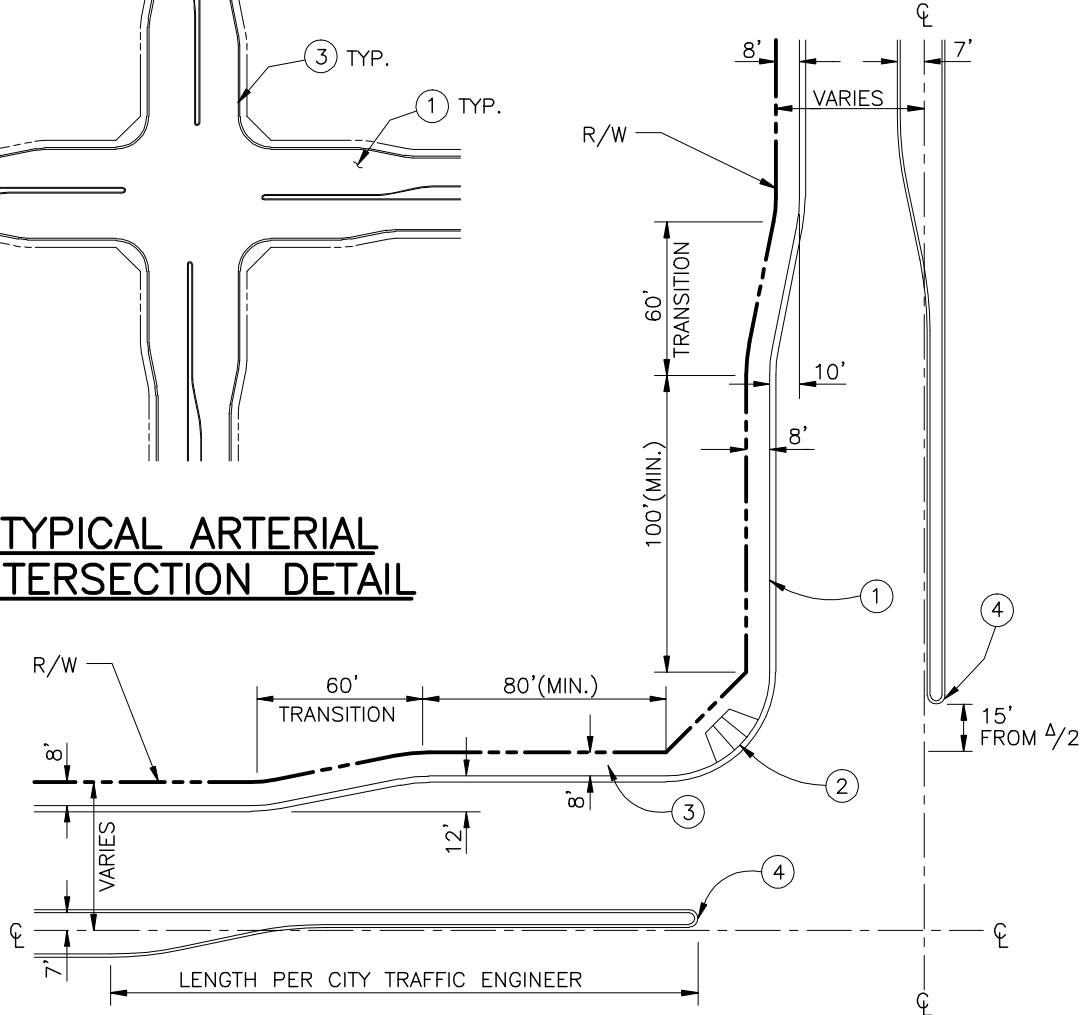 ℄
8'
7'
③ TYP.
VARIES
① TYP.
R/W
60'
TRANSITION
10'
8'
100'(MIN.)
TYPICAL ARTERIAL
TERSECTION DETAIL
①
④
R/W
60'
TRANSITION
80'(MIN.)
15'
FROM Δ/2
8'
②
8'
③
12'
VARIES
④
℄
℄
7'
LENGTH PER CITY TRAFFIC ENGINEER
℄